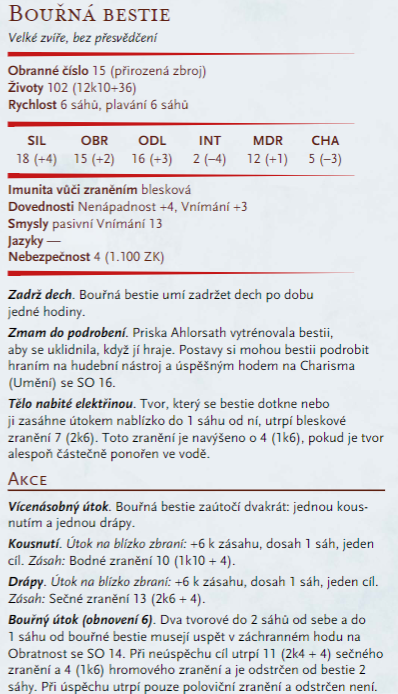 Bouřná bestie
Velké zvíře, bez přesvědčení
Obranné číslo 15 (přirozená zbroj)
Životy 102 (12k10+36)
Rychlost 6 sáhů, plavání 6 sáhů
SIL OBR ODL INT MDR CHA
18 (+4) 15 (+2) 16 (+3) 2 (–4) 12 (+1) 5 (–3)
Imunita vůči zraněním blesková
Dovednosti Nenápadnost +4, Vnímání +3
Smysly pasivní Vnímání 13
Jazyky —
Nebezpečnost 4 (1.100 ZK)
Zadrž dech. Bouřná bestie umí zadržet dech po dobu
jedné hodiny.
Zmam do podrobení. Priska Ahlorsath vytrénovala bestii,
aby se uklidnila, když jí hraje. Postavy si mohou bestii podrobit
hraním na hudební nástroj a úspěšným hodem na Charisma
(Umění) se SO 16.
Tělo nabité elektřinou. Tvor, který se bestie dotkne nebo
ji zasáhne útokem nablízko do 1 sáhu od ní, utrpí bleskové
zranění 7 (2k6). Toto zranění je navýšeno o 4 (1k6), pokud je tvor
alespoň částečně ponořen ve vodě.
Akce
Vícenásobný útok. Bouřná bestie zaútočí dvakrát: jednou kous-
nutím a jednou drápy.
Kousnutí. Útok na blízko zbraní: +6 k zásahu, dosah 1 sáh, jeden
cíl. Zásah: Bodné zranění 10 (1k10 + 4).
Drápy. Útok na blízko zbraní: +6 k zásahu, dosah 1 sáh, jeden cíl.
Zásah: Sečné zranění 13 (2k6 + 4).
Bouřný útok (obnovení 6). Dva tvorové do 2 sáhů od sebe a do
1 sáhu od bouřné bestie musejí uspět v záchranném hodu na
Obratnost se SO 14. Při neúspěchu cíl utrpí 11 (2k4 + 4) sečného
zranění a 4 (1k6) hromového zranění a je odstrčen od bestie 2
sáhy. Při úspěchu utrpí pouze poloviční zranění a odstrčen není.